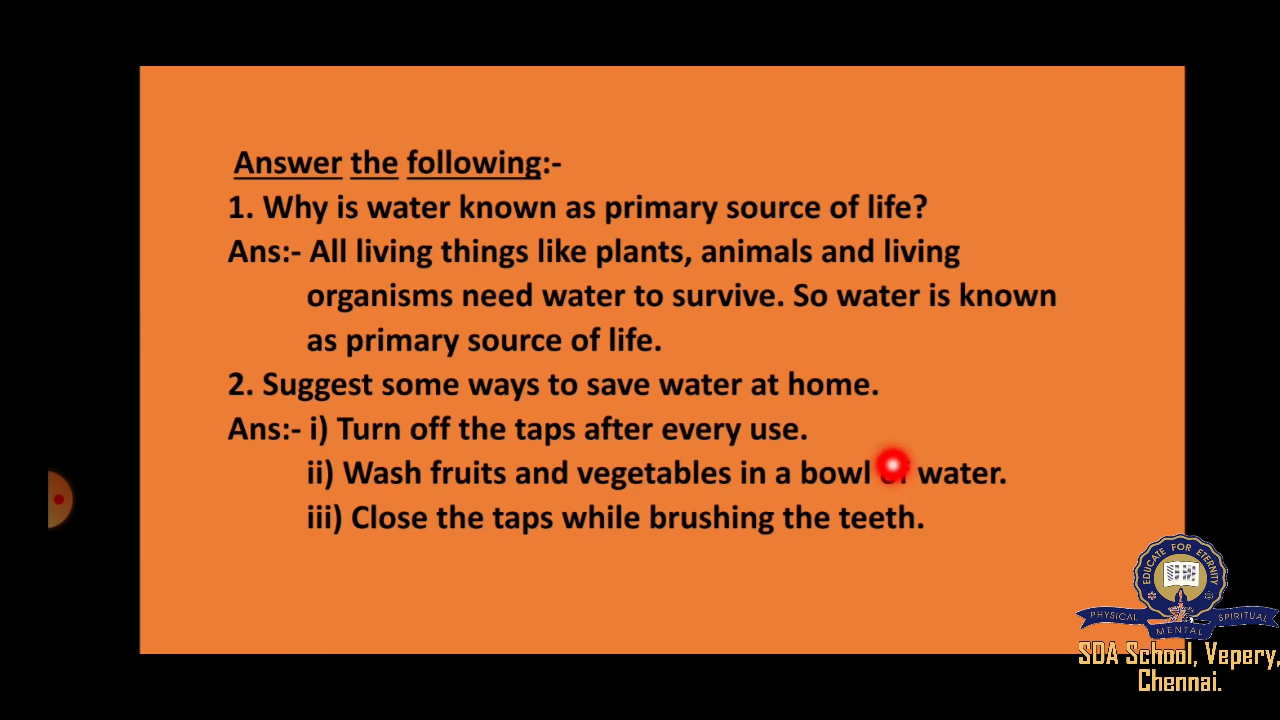 Answer the following:-
1. Why is water known as primary source of life?
Ans:- All living things like plants, animals and living
organisms need water to survive. So water is known
as primary source of life.
2. Suggest some ways to save water at home.
Ans:- i) Turn off the taps after every use.
ii) Wash fruits and vegetables in a bowl of water.
iii) Close the taps while brushing the teeth.
EDUCATE FOR ETERNITY
PHYSICAL MENTAL SPIRITUAL
SDA School, Vepery,
Chennai.